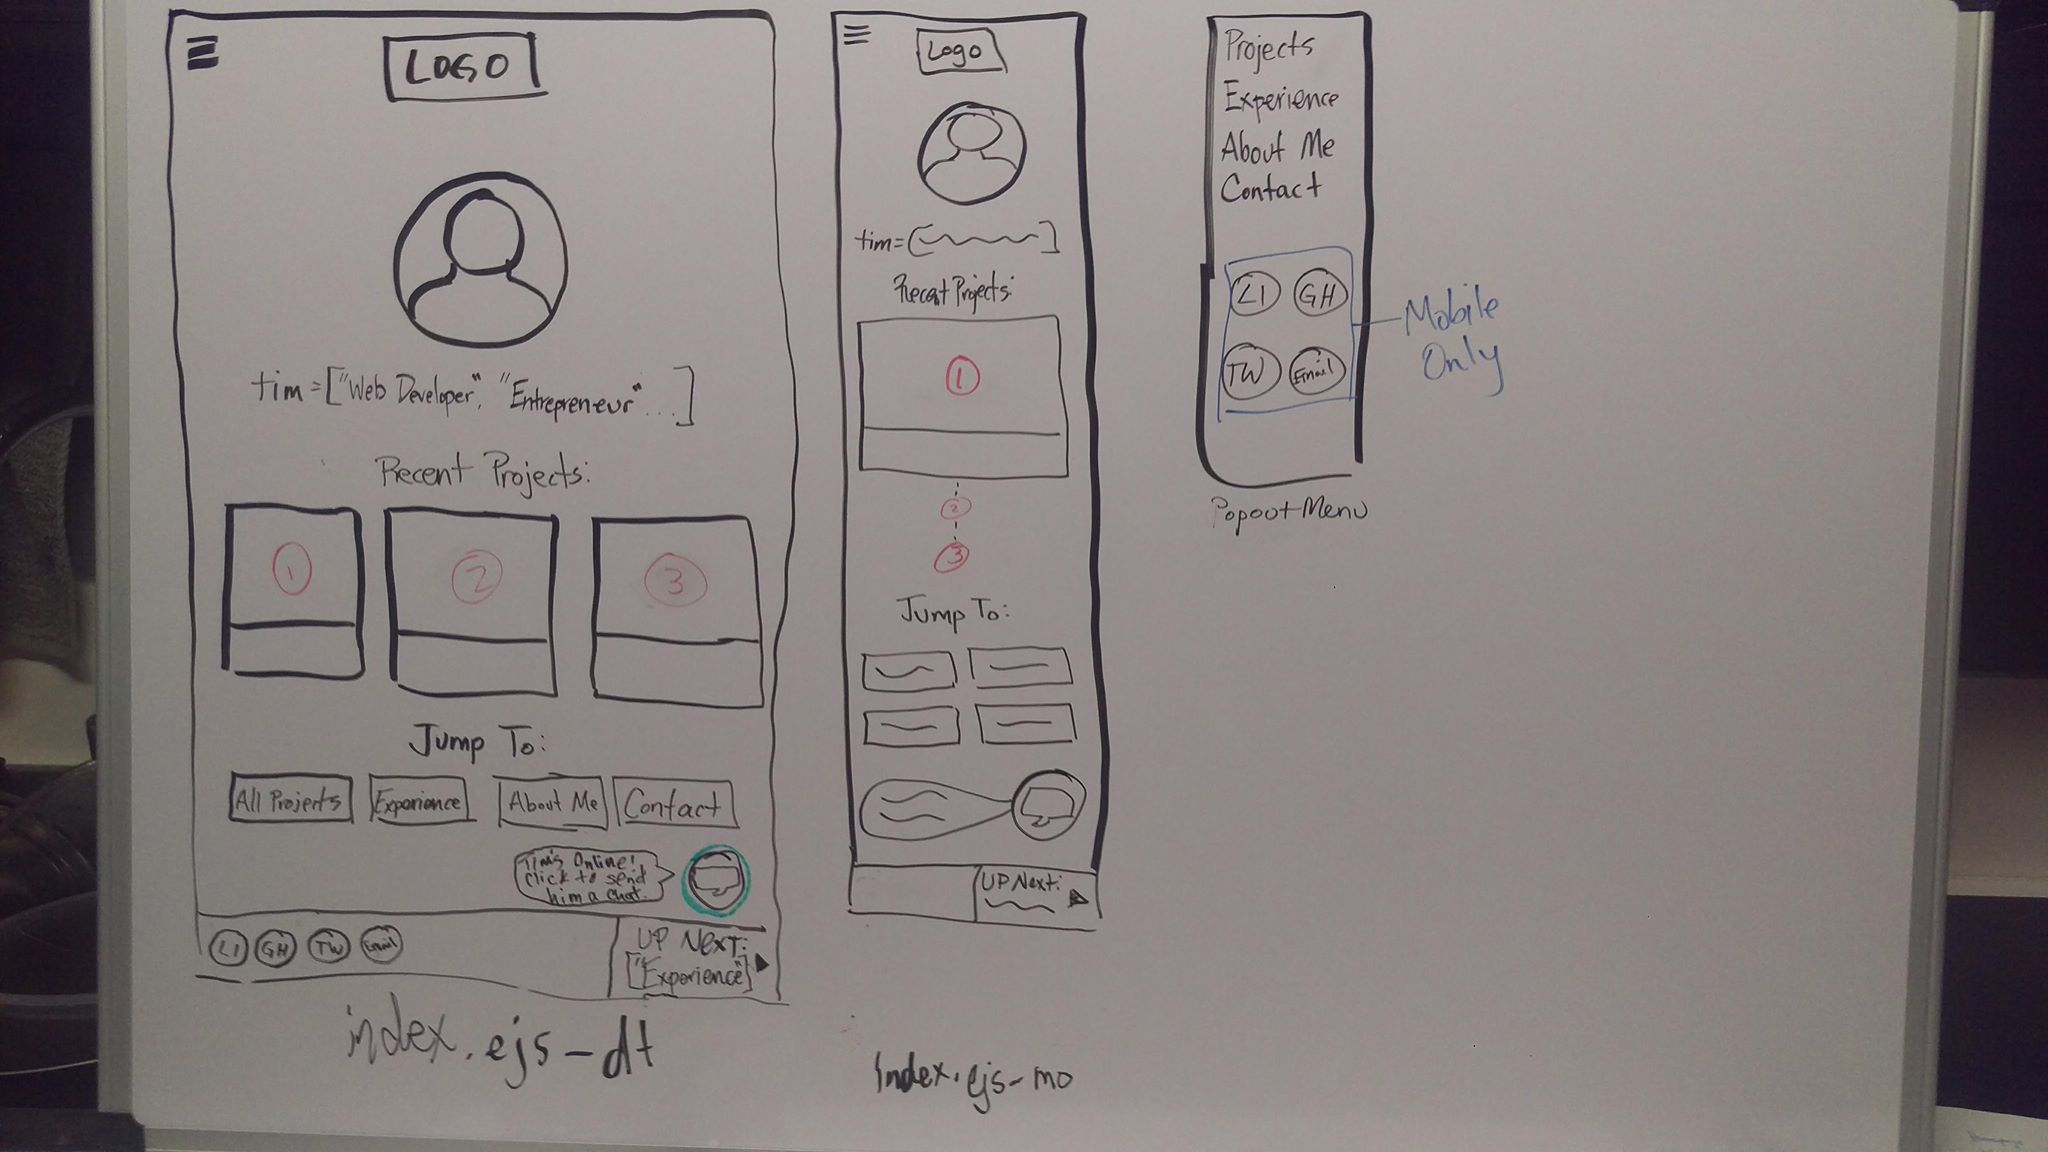 LOGO
tim=["Web Developer", "Entrepreneur" ...]
Recent Projects:
1
2
3
Jump To:
All Projects
Experience
About Me
Contact
Tim's Online!
Click to send
him a chat.
LI
GH
TW
Email
UP Next:
["Experience"]
index.ejs-dt
Logo
tim=[
Recent Projects:
1
2
3
Jump To:
UP Next:
Index.ejs-mo
Projects
Experience
About Me
Contact
LI
GH
TW
Email
Mobile
Only
Popout Menu